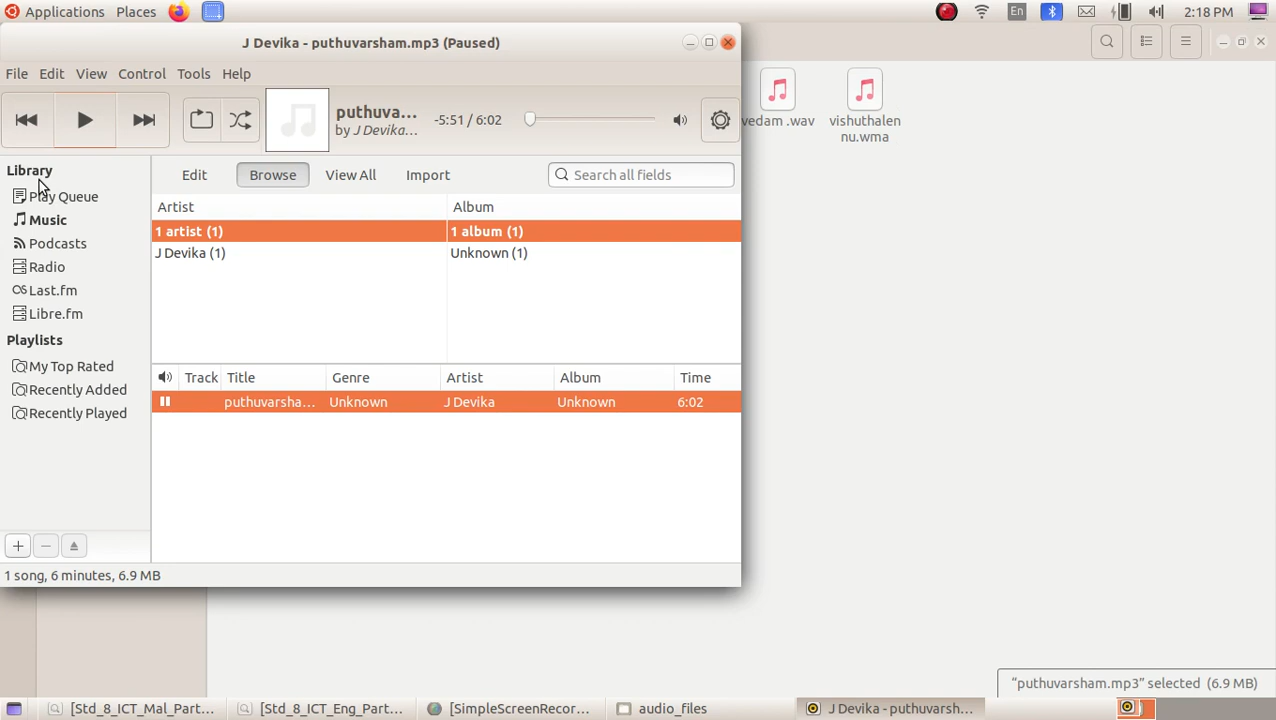 Applications Places En 2:18 PM
J Devika - puthuvarsham.mp3 (Paused)
File Edit View Control Tools Help
puthuva...
by J Devika...
-5:51 / 6:02
vedam .wav
vishuthalen
nu.wma
Library
Play Queue
Music
Podcasts
Radio
Last.fm
Libre.fm
Playlists
My Top Rated
Recently Added
Recently Played
Edit Browse View All Import Search all fields
Artist Album
1 artist (1) 1 album (1)
J Devika (1) Unknown (1)
Track Title Genre Artist Album Time
puthuvarsha... Unknown J Devika Unknown 6:02
1 song, 6 minutes, 6.9 MB
“puthuvarsham.mp3” selected (6.9 MB)
[Std_8_ICT_Mal_Part... [Std_8_ICT_Eng_Part... [SimpleScreenRecor... audio_files J Devika - puthuvarsh...